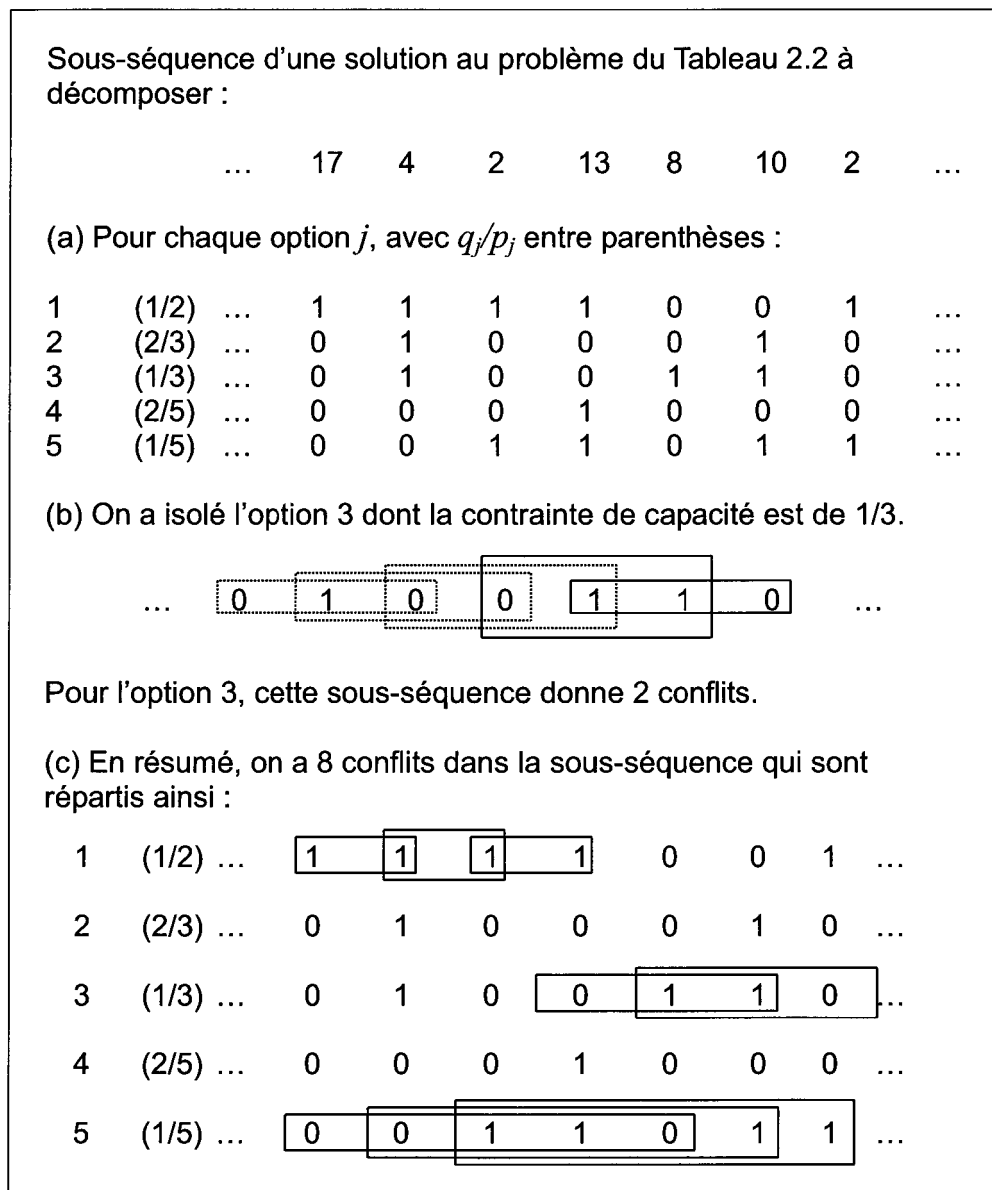 Sous-séquence d'une solution au problème du Tableau 2.2 à
décomposer :
... 17 4 2 13 8 10 2 ...
(a) Pour chaque option j, avec qj/pj entre parenthèses :
1 (1/2) ... 1 1 1 1 0 0 1 ...
2 (2/3) ... 0 1 0 0 0 1 0 ...
3 (1/3) ... 0 1 0 0 1 1 0 ...
4 (2/5) ... 0 0 0 1 0 0 0 ...
5 (1/5) ... 0 0 1 1 0 1 1 ...
(b) On a isolé l'option 3 dont la contrainte de capacité est de 1/3.
... 0 1 0 0 1 1 0 ...
Pour l'option 3, cette sous-séquence donne 2 conflits.
(c) En résumé, on a 8 conflits dans la sous-séquence qui sont
répartis ainsi :
1 (1/2) ... 1 1 1 1 0 0 1 ...
2 (2/3) ... 0 1 0 0 0 1 0 ...
3 (1/3) ... 0 1 0 0 1 1 0 ...
4 (2/5) ... 0 0 0 1 0 0 0 ...
5 (1/5) ... 0 0 1 1 0 1 1 ...